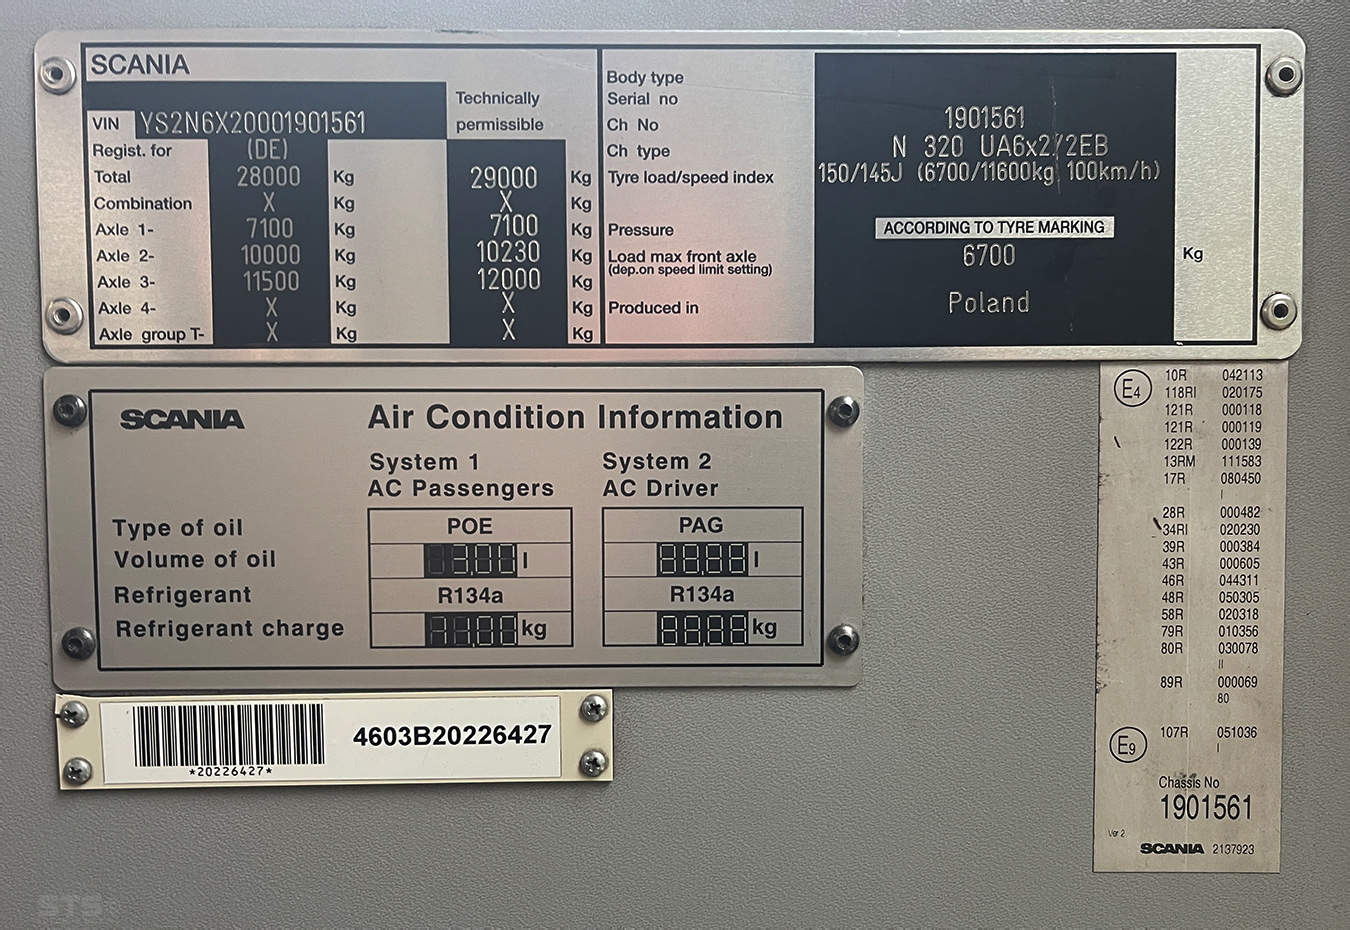 SCANIA
VIN YS2N6X20001901561
Technically
permissible
Regist. for (DE)
Total 28000 Kg 29000 Kg
Combination X Kg X Kg
Axle 1- 7100 Kg 7100 Kg
Axle 2- 10000 Kg 10230 Kg
Axle 3- 11500 Kg 12000 Kg
Axle 4- X Kg X Kg
Axle group T- X Kg X Kg
Body type
Serial no
Ch No 1901561
Ch type N 320 UA6x2/2EB
Tyre load/speed index 150/145J (6700/11600kg 100km/h)
Pressure ACCORDING TO TYRE MARKING
Load max front axle 6700 Kg
(dep.on speed limit setting)
Produced in Poland
SCANIA Air Condition Information
System 1 System 2
AC Passengers AC Driver
Type of oil POE PAG
Volume of oil l l
Refrigerant R134a R134a
Refrigerant charge kg kg
4603B20226427
*20226427*
E4
10R 042113
118RI 020175
121R 000118
121R 000119
122R 000139
13RM 111583
17R 080450
I
28R 000482
34RI 020230
39R 000384
43R 000605
46R 044311
48R 050305
58R 020318
79R 010356
80R 030078
II
89R 000069
80
E9
107R 051036
I
Chassis No
1901561
Ver 2
SCANIA 2137923
STS